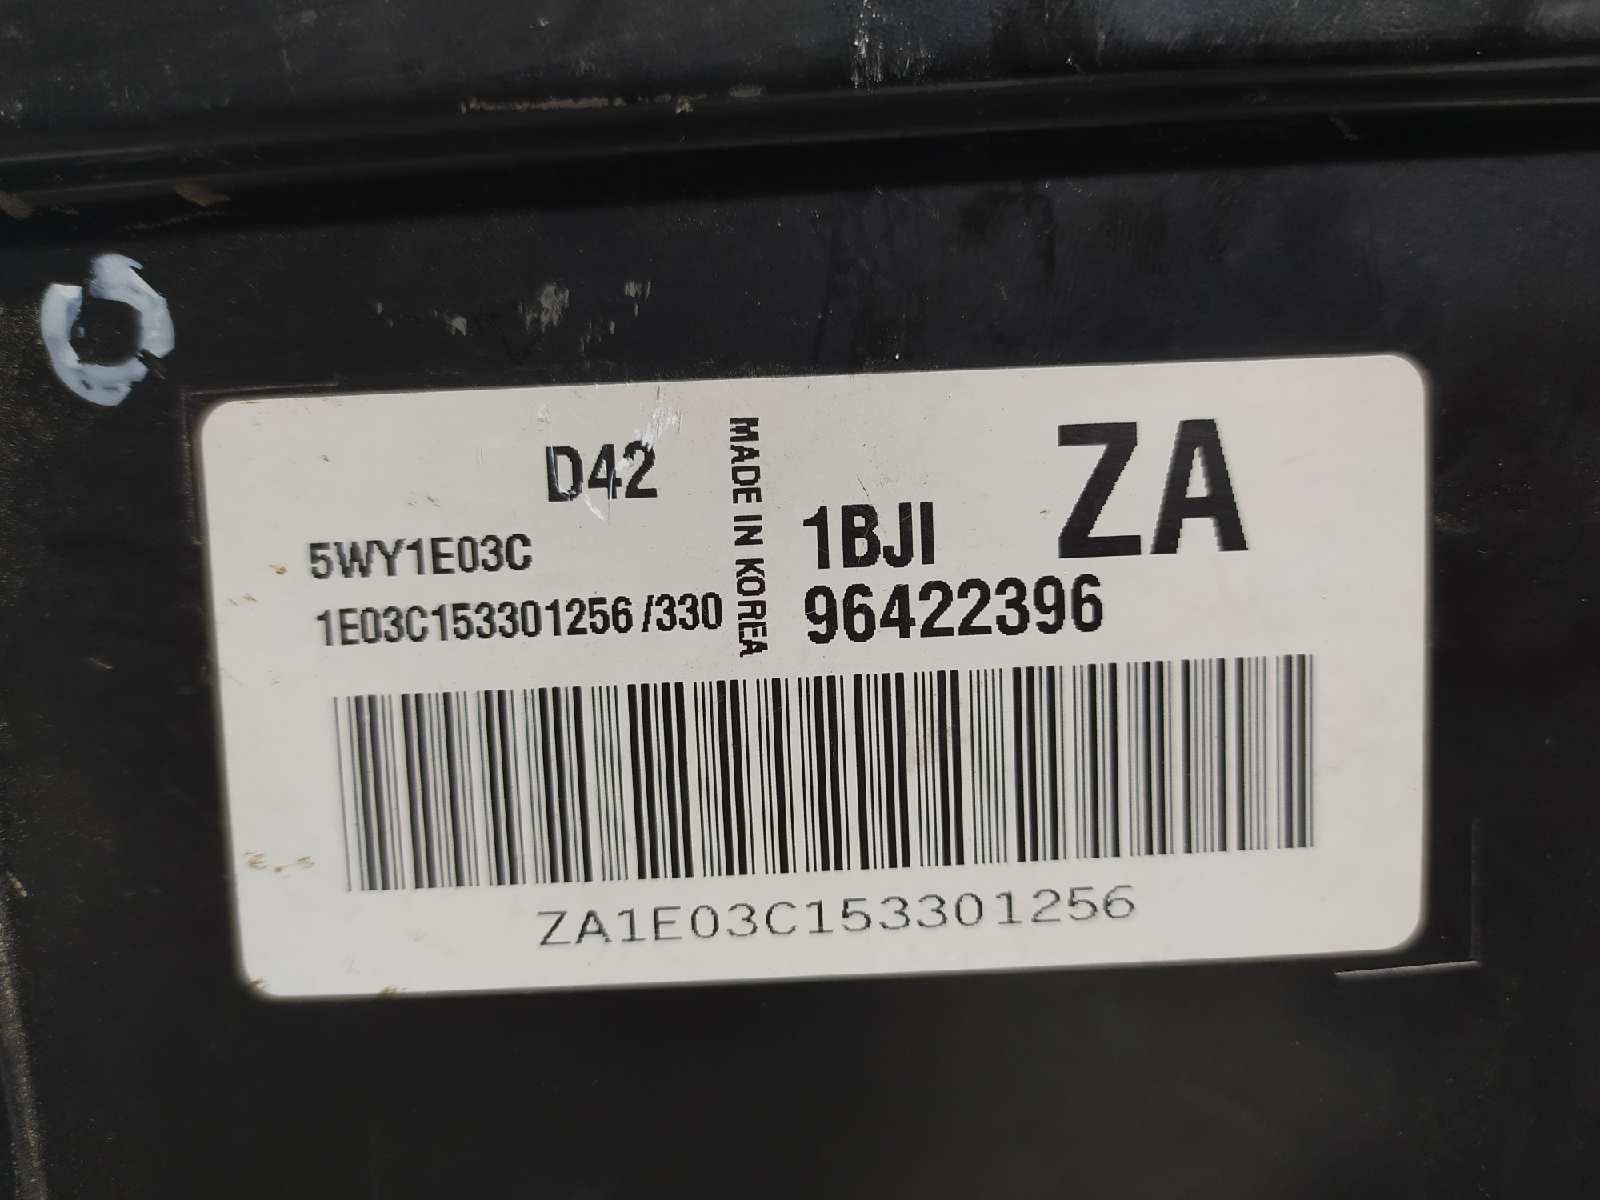 D42
5WY1E03C
1E03C153301256 /330
MADE IN KOREA
ZA
1BJI
96422396
ZA1E03C153301256